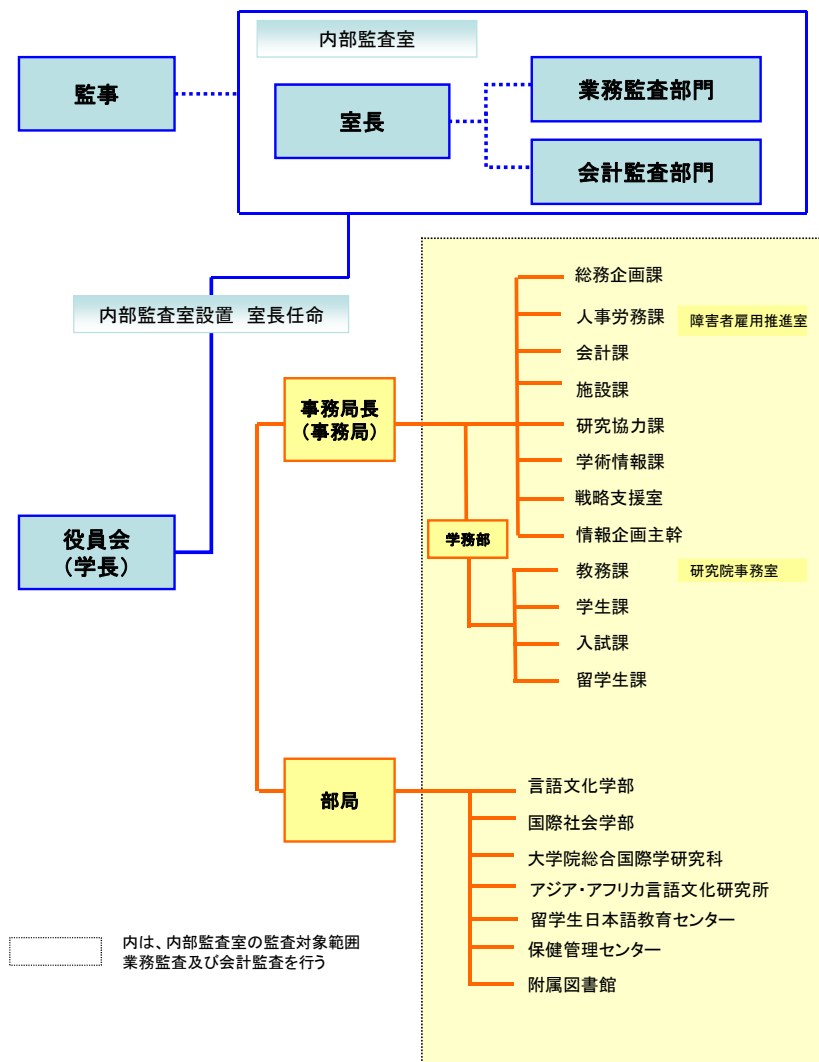 内部監査室
監事
室長
業務監査部門
会計監査部門
内部監査室設置 室長任命
役員会
（学長）
事務局長
（事務局）
総務企画課
人事労務課
障害者雇用推進室
会計課
施設課
研究協力課
学術情報課
戦略支援室
情報企画主幹
学務部
教務課
研究院事務室
学生課
入試課
留学生課
部局
言語文化学部
国際社会学部
大学院総合国際学研究科
アジア・アフリカ言語文化研究所
留学生日本語教育センター
保健管理センター
附属図書館
内は、内部監査室の監査対象範囲
業務監査及び会計監査を行う